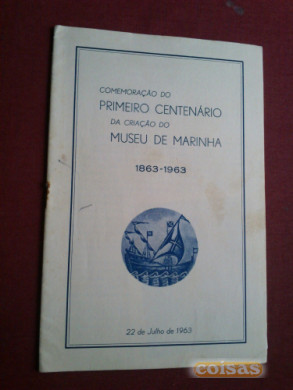 COMEMORAÇÃO DO
PRIMEIRO CENTENÁRIO
DA CRIAÇÃO DO
MUSEU DE MARINHA
1863-1963
22 de Julho de 1963
coisas